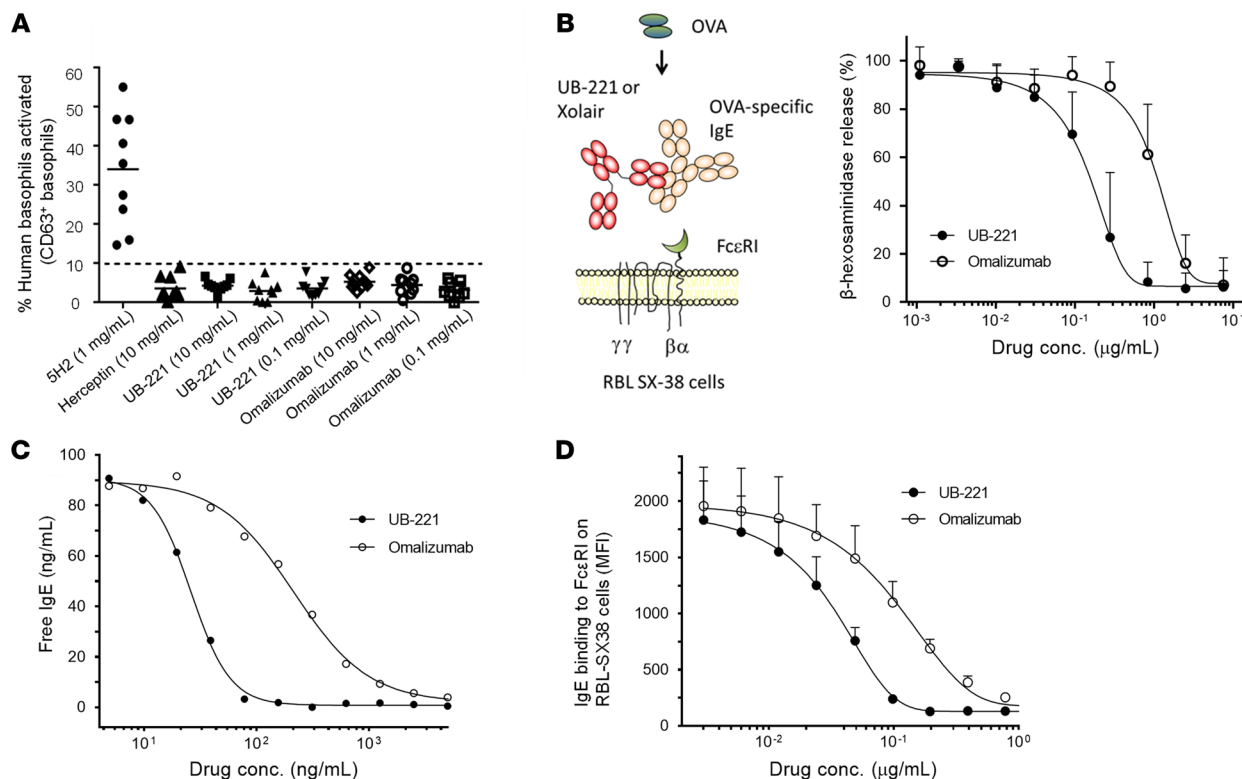 A
% Human basophils activated
(CD63⁺ basophils)
60
50
40
30
20
10
0
5H2 (1 mg/mL)
Herceptin (10 mg/mL)
UB-221 (10 mg/mL)
UB-221 (1 mg/mL)
UB-221 (0.1 mg/mL)
Omalizumab (10 mg/mL)
Omalizumab (1 mg/mL)
Omalizumab (0.1 mg/mL)
B
OVA
UB-221 or
Xolair
OVA-specific
IgE
FcεRI
γγ
βα
RBL SX-38 cells
β-hexosaminidase release (%)
100
80
60
40
20
0
UB-221
Omalizumab
10⁻³
10⁻²
10⁻¹
10⁰
10¹
Drug conc. (μg/mL)
C
Free IgE (ng/mL)
100
80
60
40
20
0
UB-221
Omalizumab
10¹
10²
10³
Drug conc. (ng/mL)
D
IgE binding to FcεRI on
RBL-SX38 cells (MFI)
2000
1750
1500
1000
500
250
0
UB-221
Omalizumab
10⁻²
10⁻¹
10⁰
Drug conc. (μg/mL)